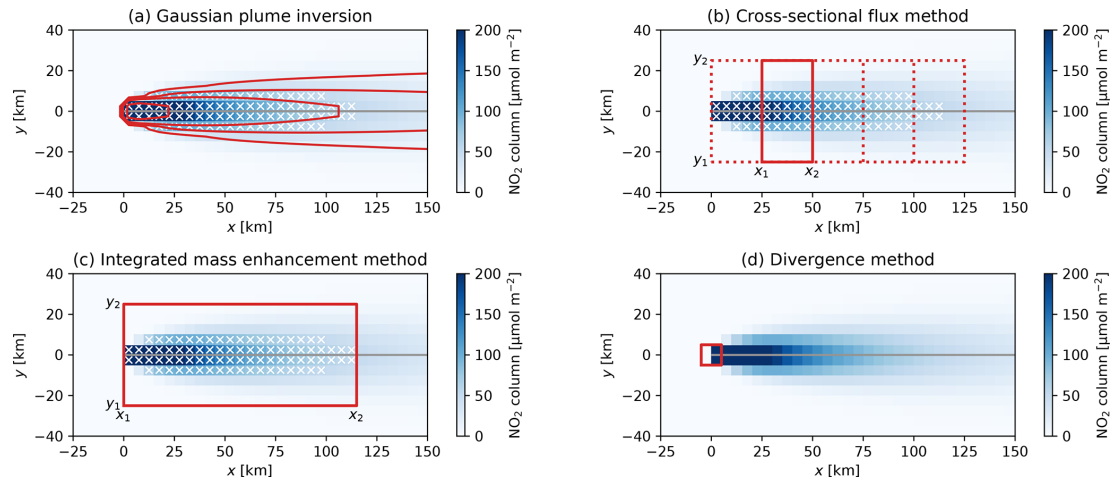 (a) Gaussian plume inversion
40
20
0
−20
−40
y [km]
−25 0 25 50 75 100 125 150
x [km]
200
150
100
50
0
NO₂ column [µmol m⁻²]
(b) Cross-sectional flux method
40
20
0
−20
−40
y [km]
y₂
y₁
x₁ x₂
−25 0 25 50 75 100 125 150
x [km]
200
150
100
50
0
NO₂ column [µmol m⁻²]
(c) Integrated mass enhancement method
40
20
0
−20
−40
y [km]
y₂
y₁
x₁ x₂
−25 0 25 50 75 100 125 150
x [km]
200
150
100
50
0
NO₂ column [µmol m⁻²]
(d) Divergence method
40
20
0
−20
−40
y [km]
−25 0 25 50 75 100 125 150
x [km]
200
150
100
50
0
NO₂ column [µmol m⁻²]